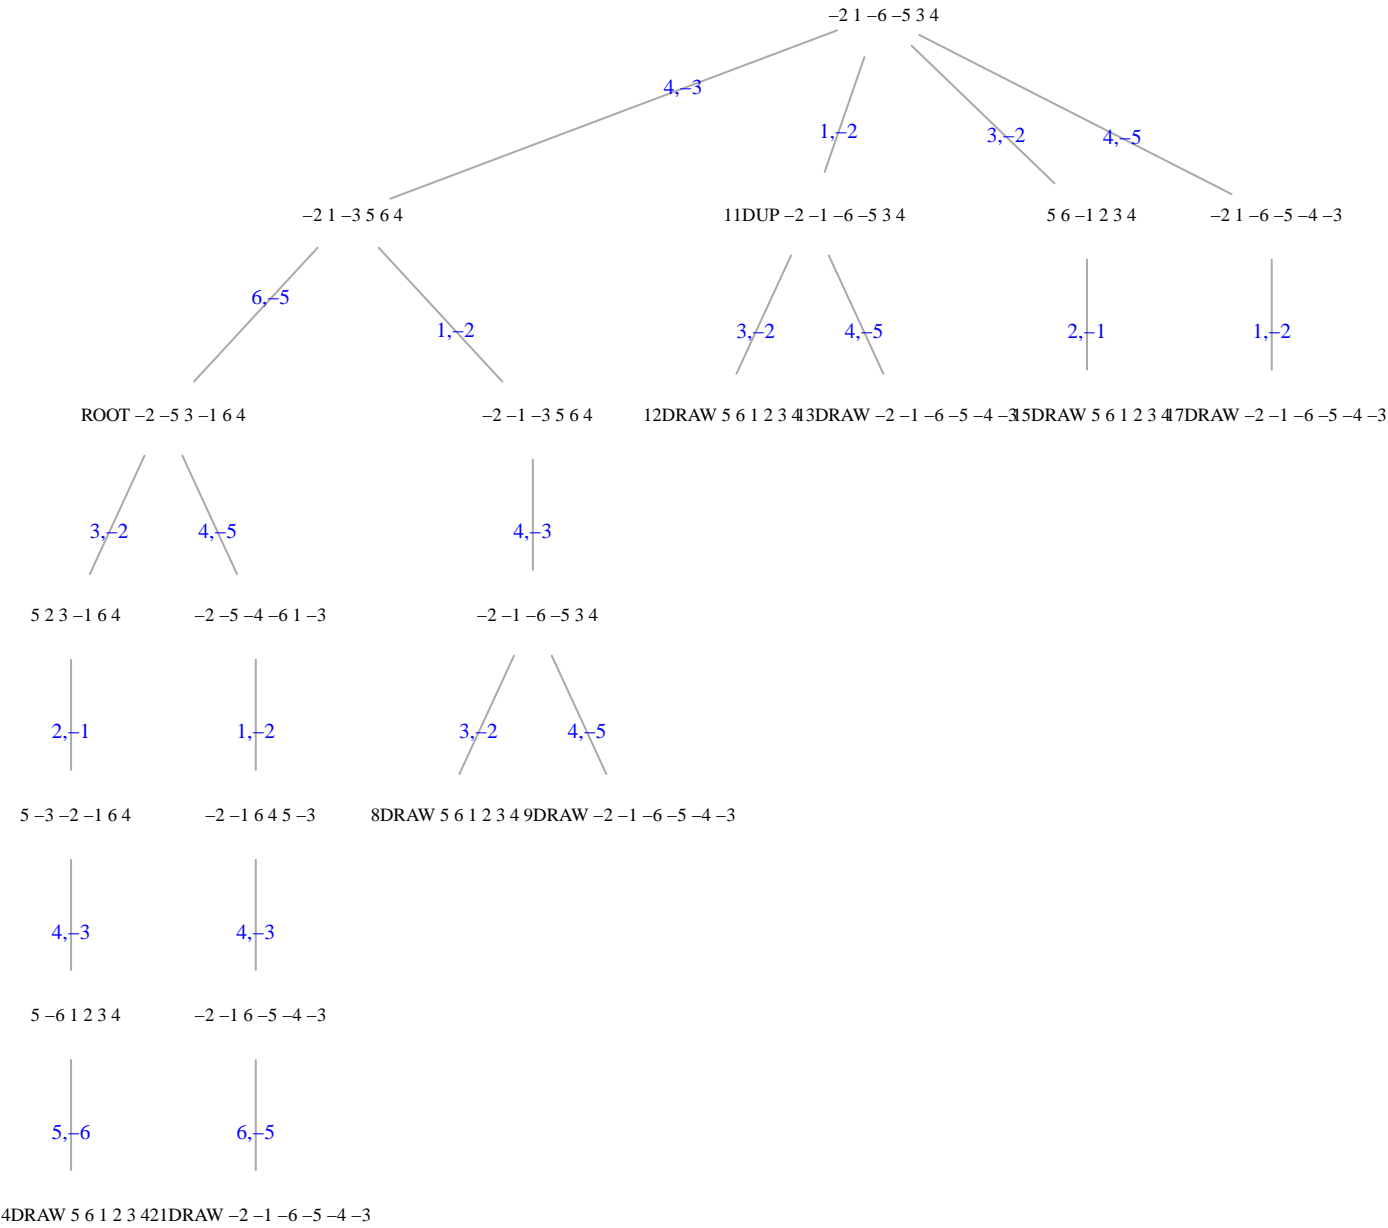 –2 1 –6 –5 3 4
4,–3
1,–2
3,–2
4,–5
–2 1 –3 5 6 4
11DUP –2 –1 –6 –5 3 4
5 6 –1 2 3 4
–2 1 –6 –5 –4 –3
6,–5
1,–2
3,–2
4,–5
2,–1
1,–2
ROOT –2 –5 3 –1 6 4
–2 –1 –3 5 6 4
12DRAW 5 6 1 2 3 4
13DRAW –2 –1 –6 –5 –4 –3
15DRAW 5 6 1 2 3 4
17DRAW –2 –1 –6 –5 –4 –3
3,–2
4,–5
4,–3
5 2 3 –1 6 4
–2 –5 –4 –6 1 –3
–2 –1 –6 –5 3 4
2,–1
1,–2
3,–2
4,–5
5 –3 –2 –1 6 4
–2 –1 6 4 5 –3
8DRAW 5 6 1 2 3 4
9DRAW –2 –1 –6 –5 –4 –3
4,–3
4,–3
5 –6 1 2 3 4
–2 –1 6 –5 –4 –3
5,–6
6,–5
4DRAW 5 6 1 2 3 4
21DRAW –2 –1 –6 –5 –4 –3